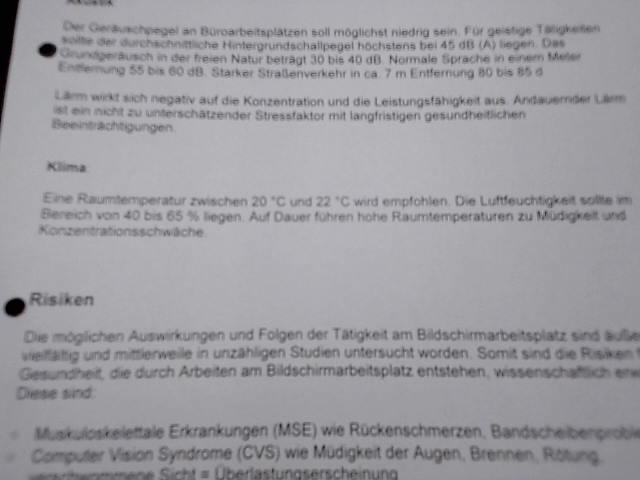 Akustik
Der Geräuschpegel an Büroarbeitsplätzen soll möglichst niedrig sein. Für geistige Tätigkeiten
sollte der durchschnittliche Hintergrundschallpegel höchstens bei 45 dB (A) liegen. Das
Grundgeräusch in der freien Natur beträgt 30 bis 40 dB. Normale Sprache in einem Meter
Entfernung 55 bis 60 dB. Starker Straßenverkehr in ca. 7 m Entfernung 80 bis 85 d
Lärm wirkt sich negativ auf die Konzentration und die Leistungsfähigkeit aus. Andauernder Lärm
ist ein nicht zu unterschätzender Stressfaktor mit langfristigen gesundheitlichen
Beeinträchtigungen.
Klima
Eine Raumtemperatur zwischen 20 °C und 22 °C wird empfohlen. Die Luftfeuchtigkeit sollte im
Bereich von 40 bis 65 % liegen. Auf Dauer führen hohe Raumtemperaturen zu Müdigkeit und
Konzentrationsschwäche.
Risiken
Die möglichen Auswirkungen und Folgen der Tätigkeit am Bildschirmarbeitsplatz sind äuße
vielfältig und mittlerweile in unzähligen Studien untersucht worden. Somit sind die Risiken
Gesundheit, die durch Arbeiten am Bildschirmarbeitsplatz entstehen, wissenschaftlich erw
Diese sind:
Muskuloskelettale Erkrankungen (MSE) wie Rückenschmerzen, Bandscheibenproble
Computer Vision Syndrome (CVS) wie Müdigkeit der Augen, Brennen, Rötung,
verschwommene Sicht = Überlastungserscheinung